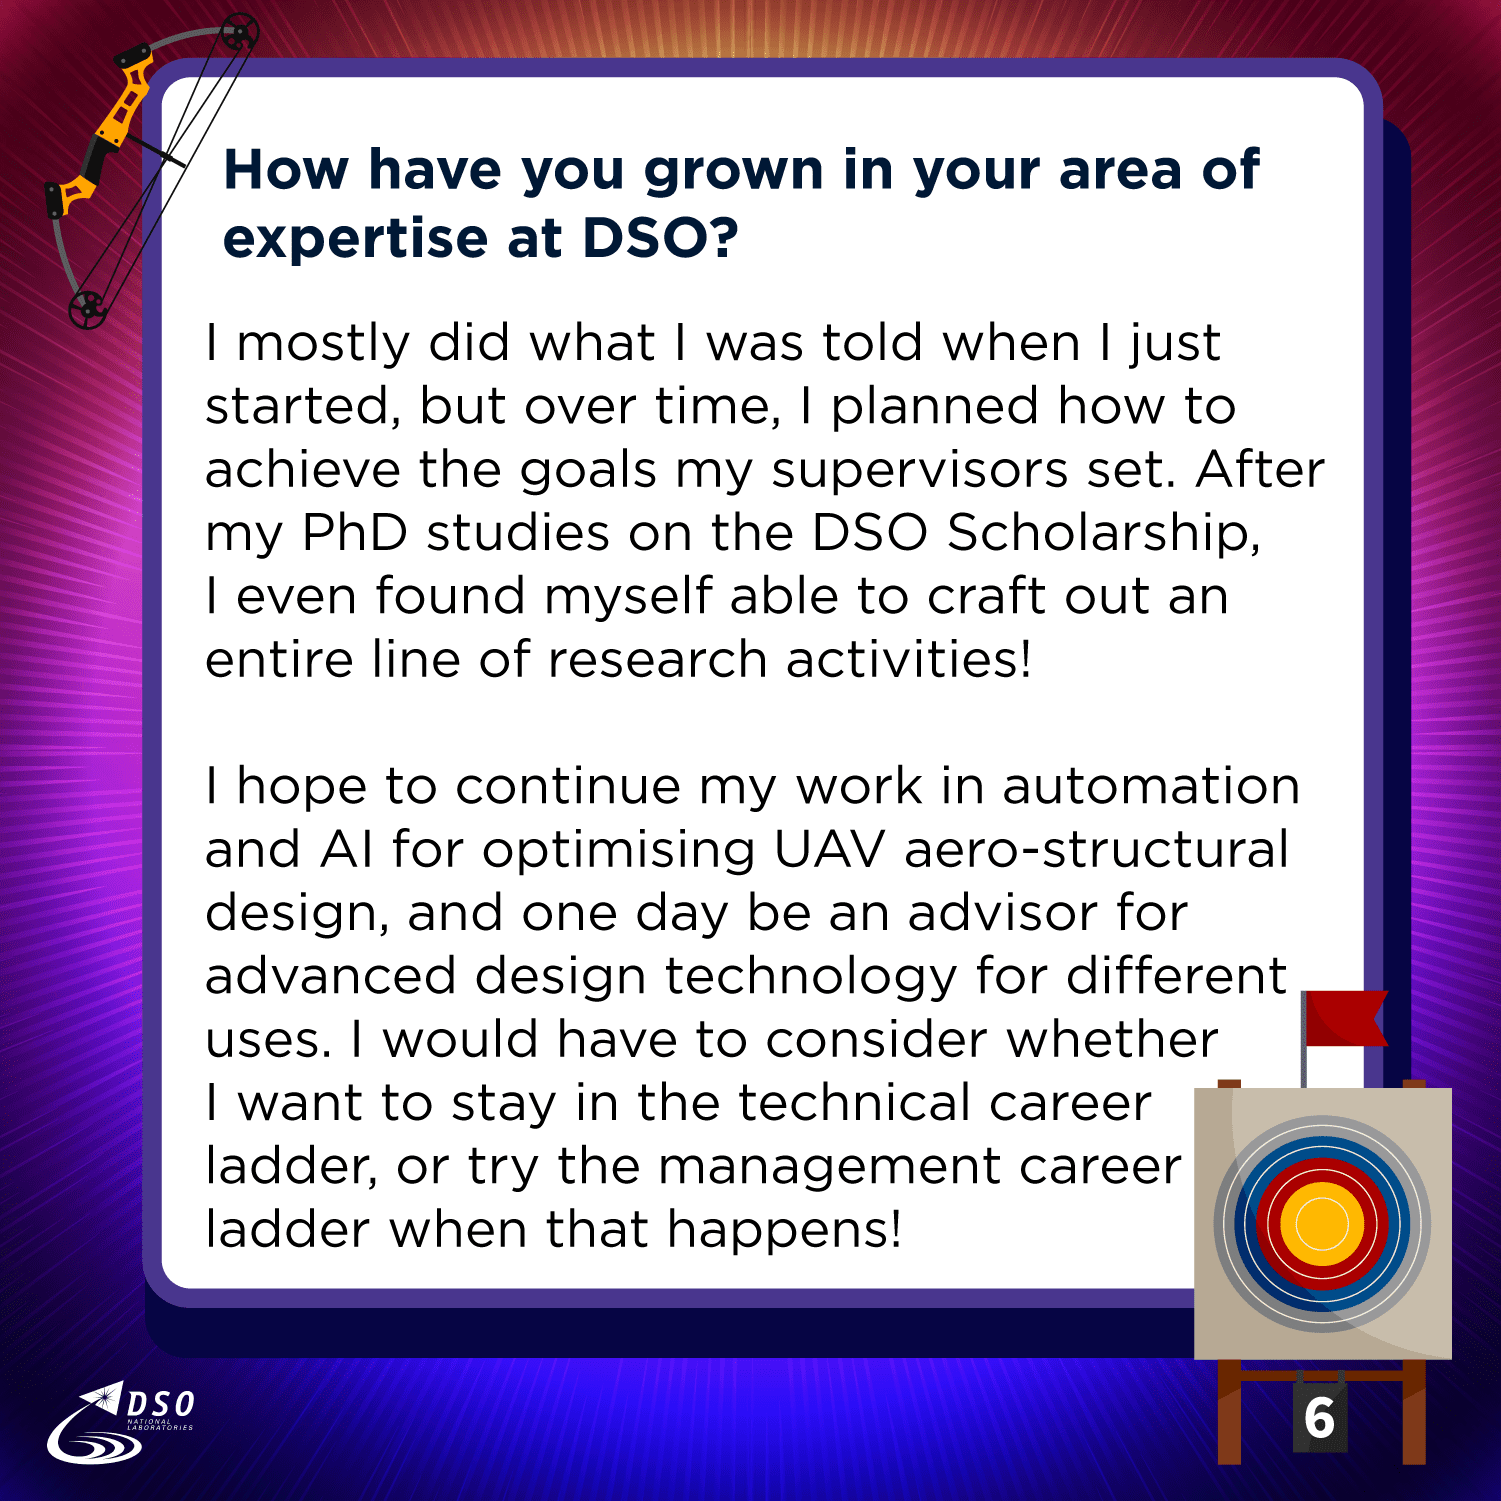 How have you grown in your area of
expertise at DSO?
I mostly did what I was told when I just
started, but over time, I planned how to
achieve the goals my supervisors set. After
my PhD studies on the DSO Scholarship,
I even found myself able to craft out an
entire line of research activities!
I hope to continue my work in automation
and AI for optimising UAV aero-structural
design, and one day be an advisor for
advanced design technology for different
uses. I would have to consider whether
I want to stay in the technical career
ladder, or try the management career
ladder when that happens!
DSO
NATIONAL
LABORATORIES
6